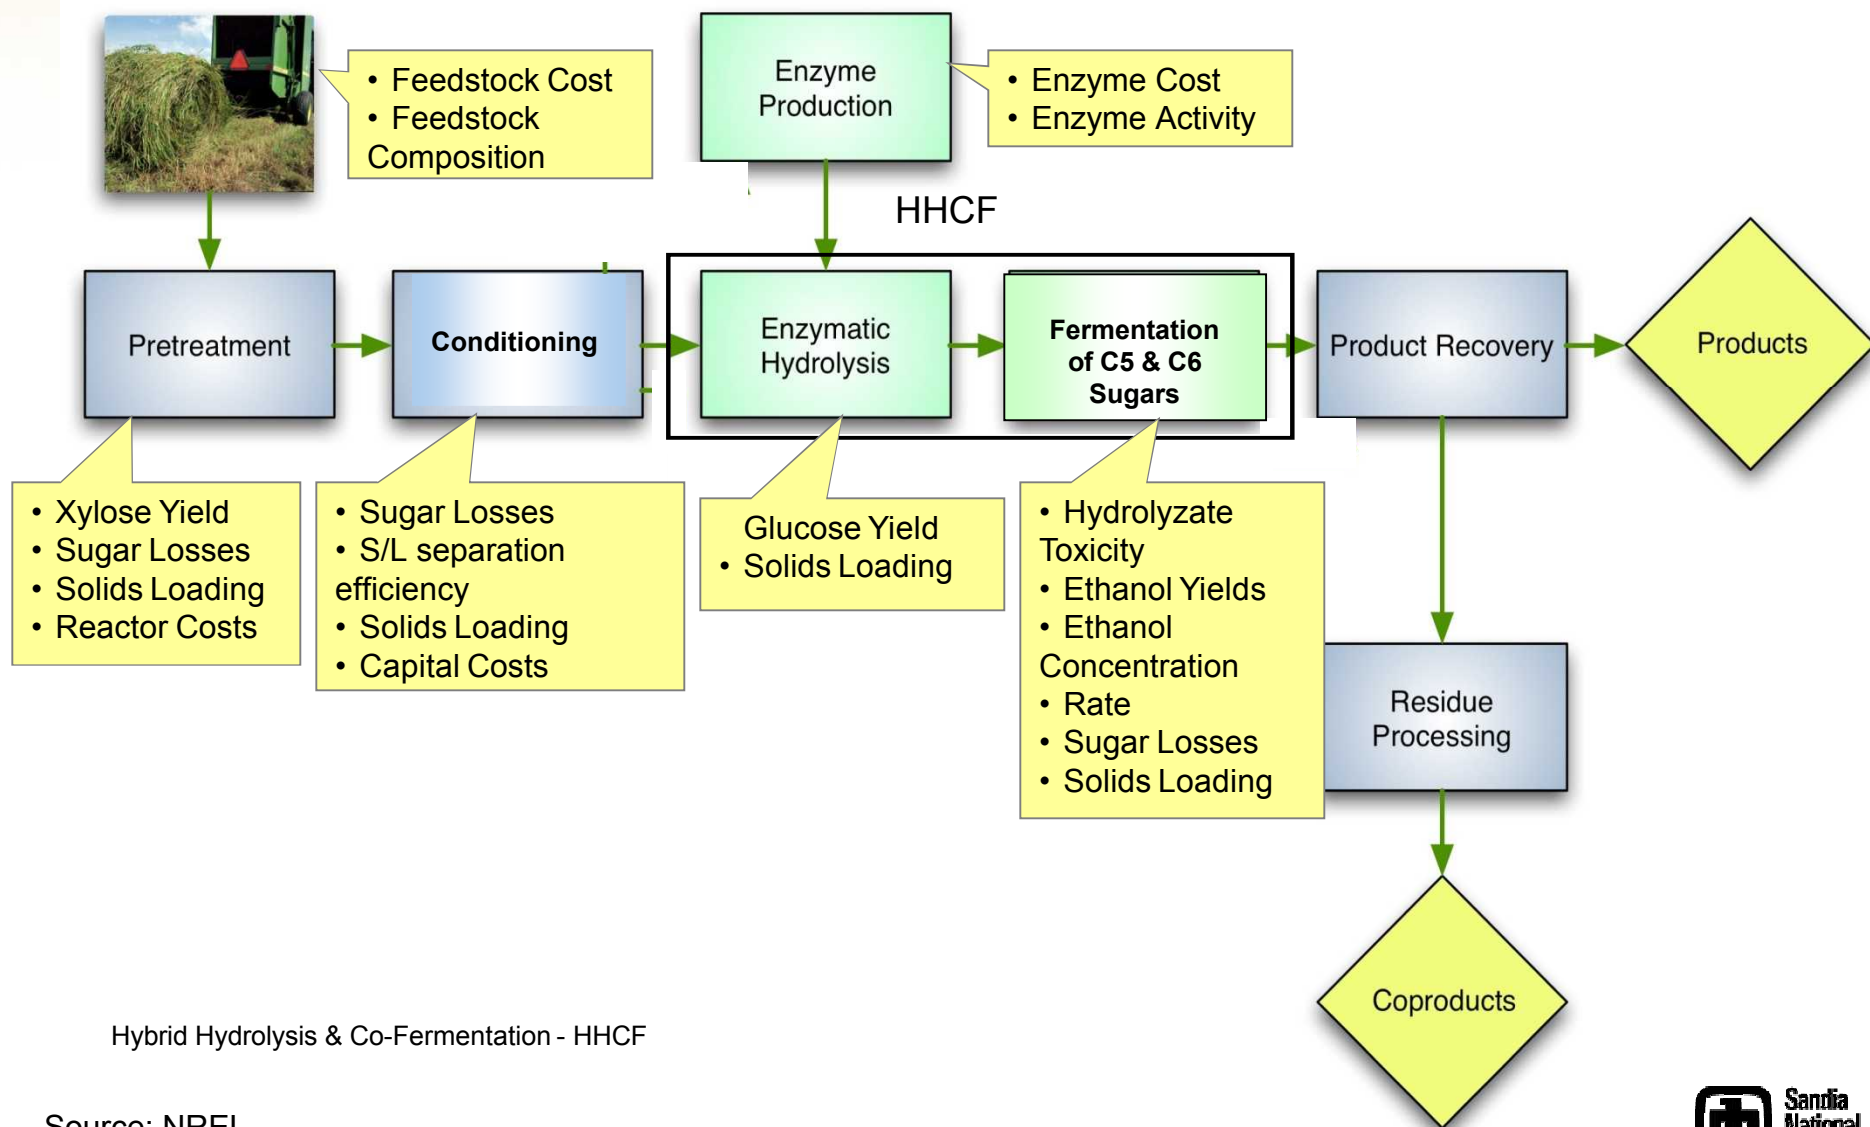 • Feedstock Cost
• Feedstock
Composition
Enzyme
Production
• Enzyme Cost
• Enzyme Activity
HHCF
Pretreatment
Conditioning
Enzymatic
Hydrolysis
Fermentation
of C5 & C6
Sugars
Product Recovery
Products
• Xylose Yield
• Sugar Losses
• Solids Loading
• Reactor Costs
• Sugar Losses
• S/L separation
efficiency
• Solids Loading
• Capital Costs
Glucose Yield
• Solids Loading
• Hydrolyzate
Toxicity
• Ethanol Yields
• Ethanol
Concentration
• Rate
• Sugar Losses
• Solids Loading
Residue
Processing
Coproducts
Hybrid Hydrolysis & Co-Fermentation - HHCF
Source: NREL
Sandia
National